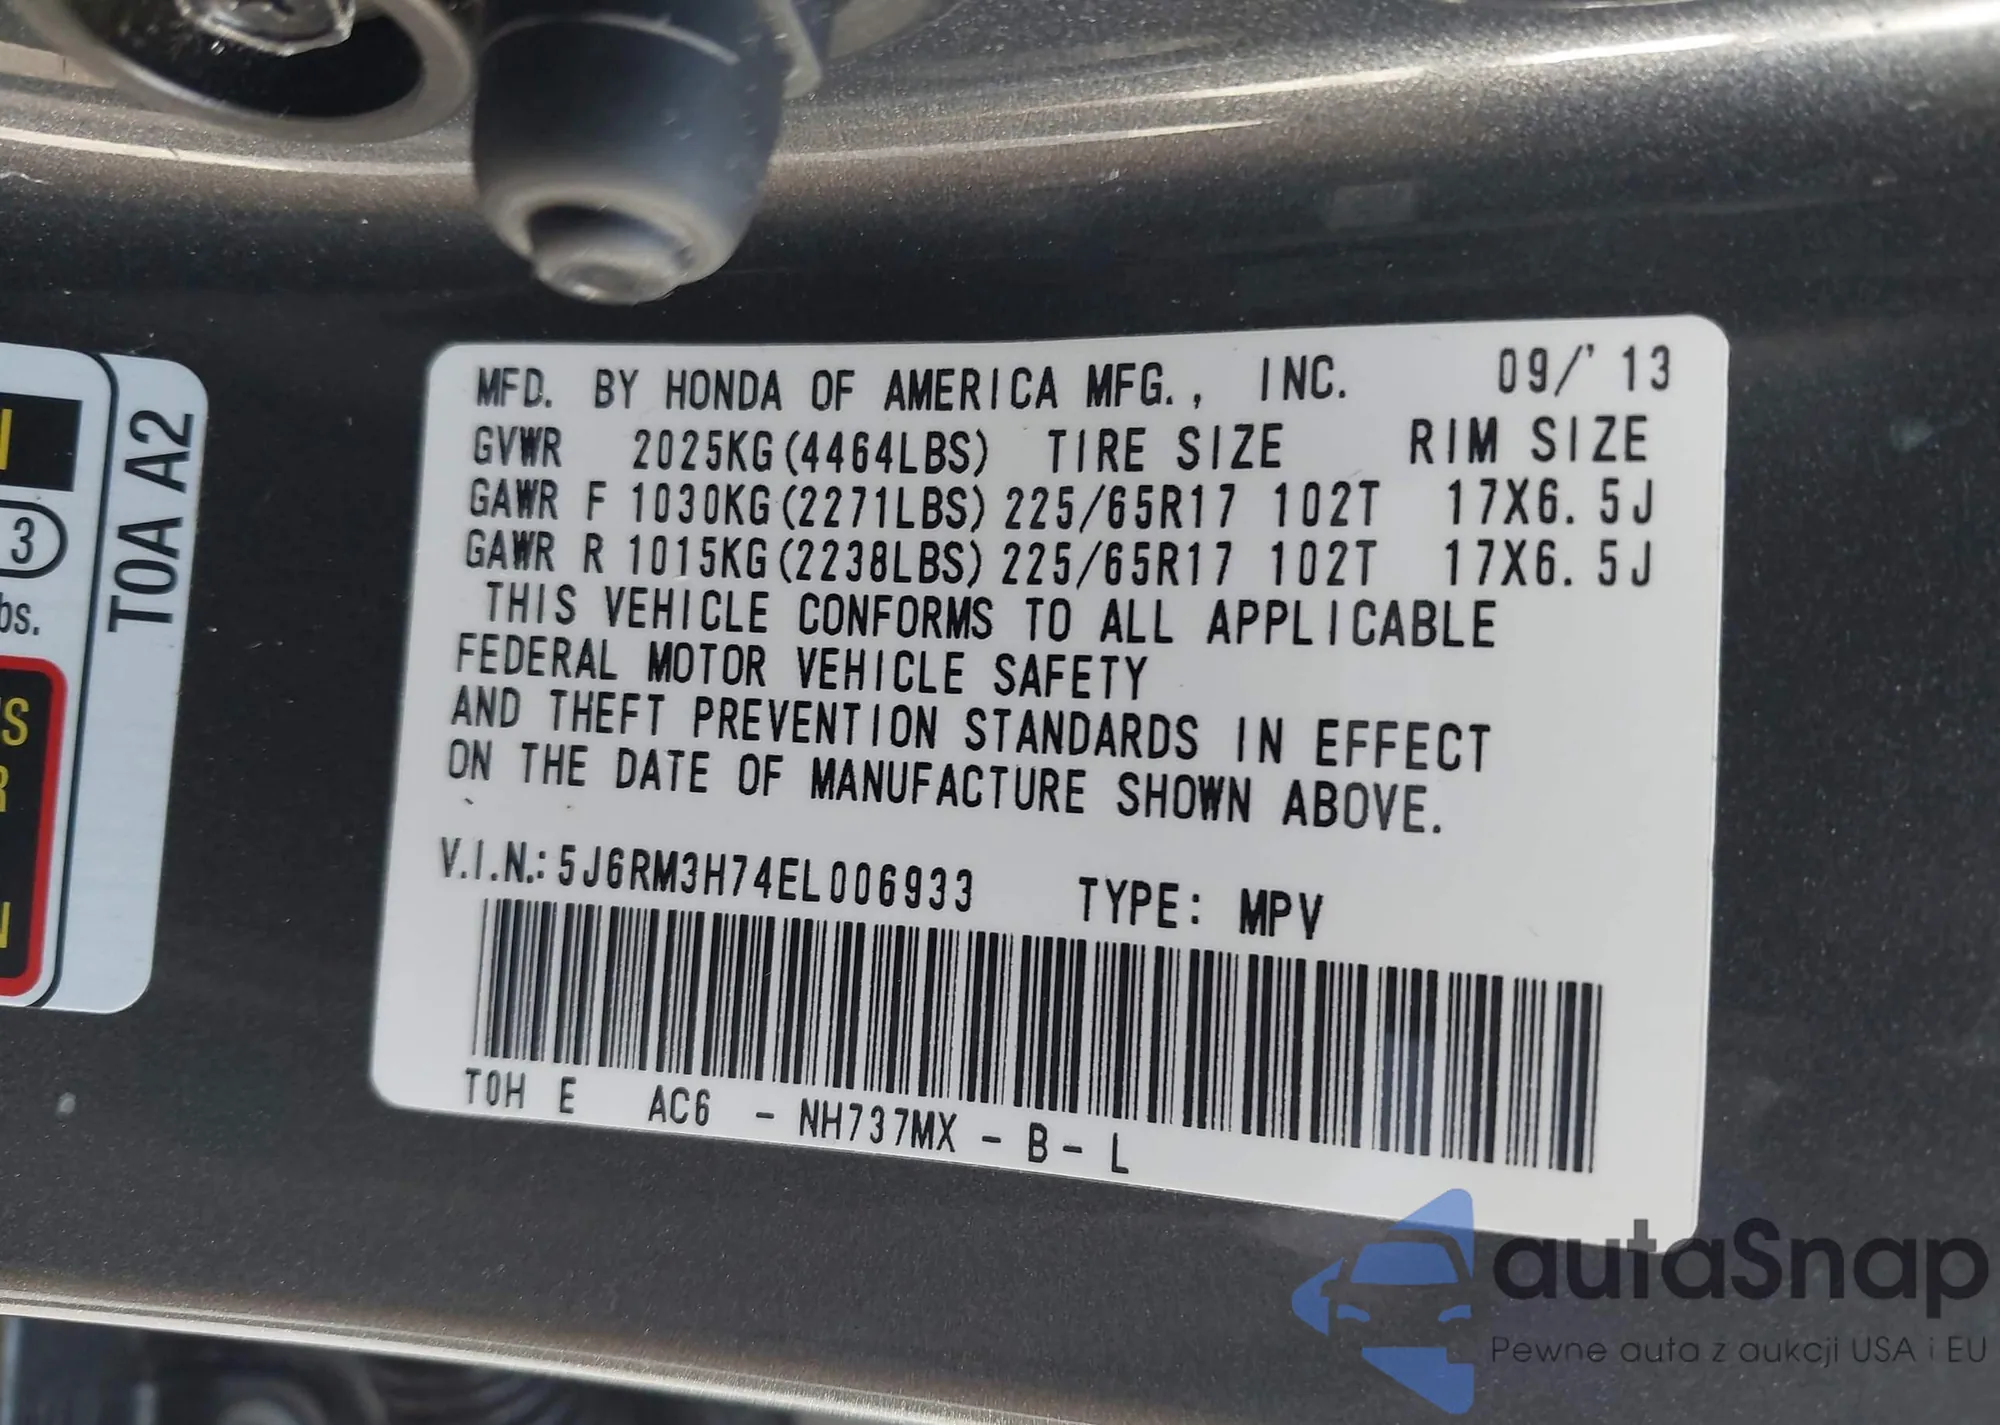 MFD. BY HONDA OF AMERICA MFG., INC. 09/'13
GVWR 2025KG(4464LBS) TIRE SIZE RIM SIZE
GAWR F 1030KG(2271LBS) 225/65R17 102T 17X6.5J
GAWR R 1015KG(2238LBS) 225/65R17 102T 17X6.5J
THIS VEHICLE CONFORMS TO ALL APPLICABLE
FEDERAL MOTOR VEHICLE SAFETY
AND THEFT PREVENTION STANDARDS IN EFFECT
ON THE DATE OF MANUFACTURE SHOWN ABOVE.
V.I.N.: 5J6RM3H74EL006933 TYPE: MPV
T0H E AC6 - NH737MX - B - L
T0A A2
3
autaSnap
Pewne auta z aukcji USA i EU